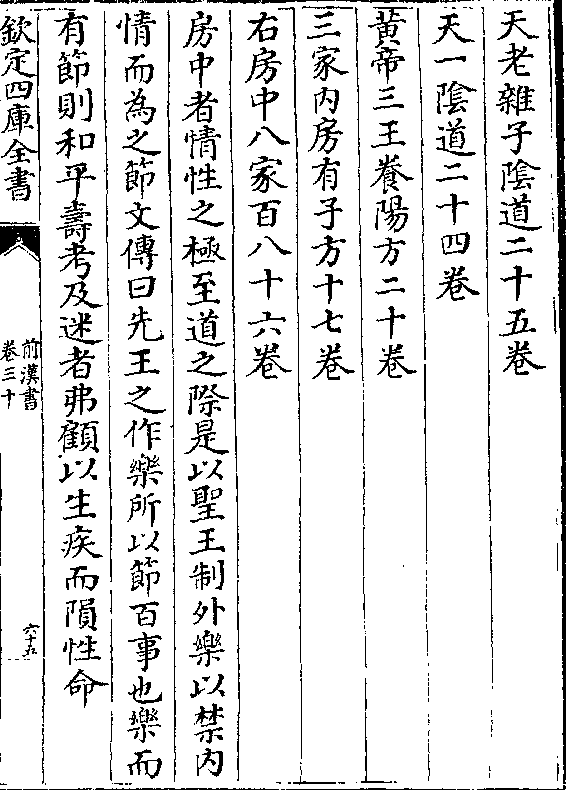 天老雜子陰道二十五卷
天一陰道二十四卷
黃帝三王養陽方二十卷
三家內房有子方十七卷
右房中八家百八十六卷
房中者情性之極至道之際是以聖王制外樂以禁內
情而為之節文傳曰先王之作樂所以節百事也樂而
有節則和平壽考及迷者弗顧以生疾而隕性命
欽定四庫全書
前漢書
卷三十
六十五